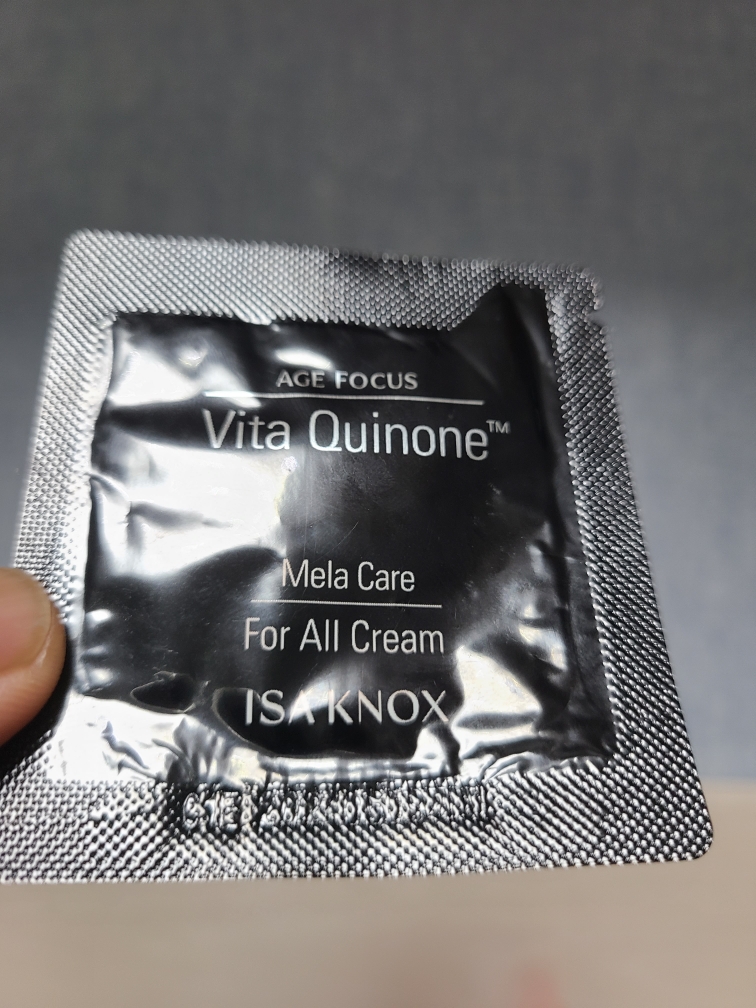 AGE FOCUS
Vita Quinone™
Mela Care
For All Cream
ISA KNOX